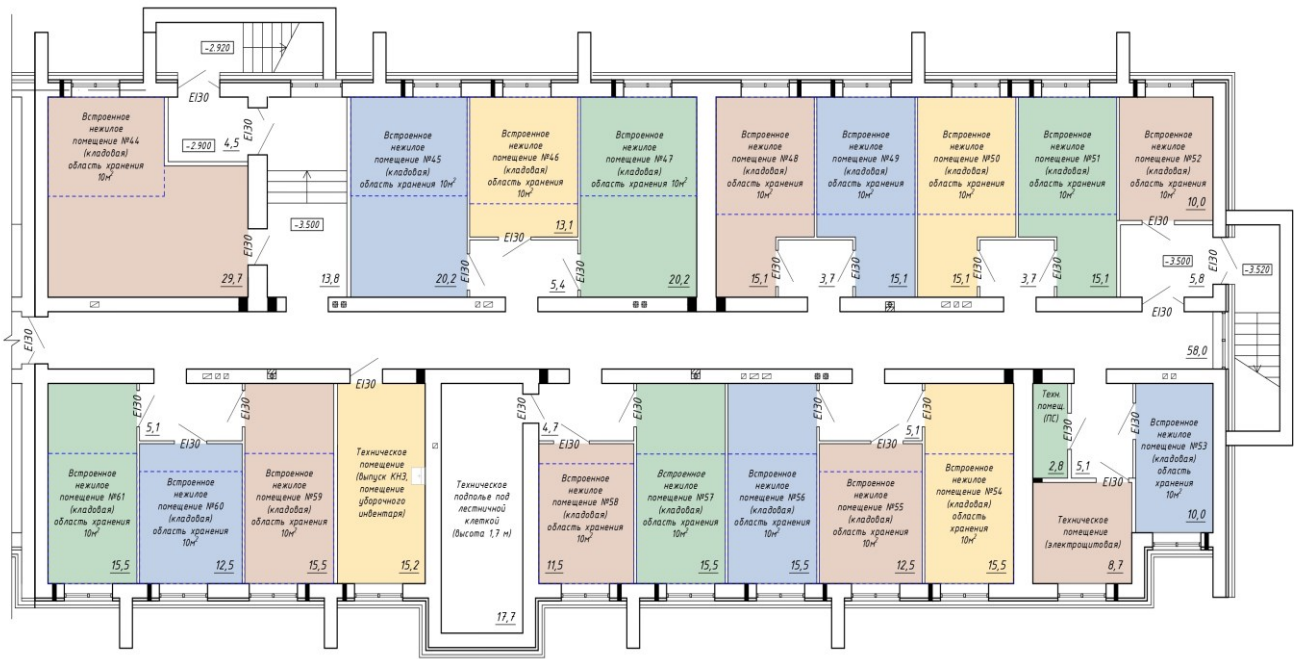 -2.920
EI30
Встроенное
нежилое
помещение №44
(кладовая)
область хранения
10м²
29,7
EI30
-2.900
4,5
EI30
-3.500
EI30
13,8
Встроенное
нежилое
помещение №45
(кладовая)
область хранения 10м²
20,2
EI30
Встроенное
нежилое
помещение №46
(кладовая)
область хранения
10м²
13,1
EI30
5,4
EI30
Встроенное
нежилое
помещение №47
(кладовая)
область хранения 10м²
20,2
Встроенное
нежилое
помещение №48
(кладовая)
область хранения
10м²
15,1
EI30
3,7
EI30
Встроенное
нежилое
помещение №49
(кладовая)
область хранения
10м²
15,1
Встроенное
нежилое
помещение №50
(кладовая)
область хранения
10м²
15,1
EI30
3,7
EI30
Встроенное
нежилое
помещение №51
(кладовая)
область хранения
10м²
15,1
Встроенное
нежилое
помещение №52
(кладовая)
область хранения
10м²
10,0
EI30
-3.500
5,8
EI30
EI30
-3.520
EI30
58,0
Встроенное
нежилое
помещение №61
(кладовая)
область хранения
10м²
15,5
EI30
5,1
EI30
EI30
Встроенное
нежилое
помещение №60
(кладовая)
область хранения
10м²
12,5
Встроенное
нежилое
помещение №59
(кладовая)
область хранения
10м²
15,5
EI30
Техническое
помещение
(выпуск КН3,
помещение
уборочного
инвентаря)
15,2
Техническое
подполье под
лестничной
клеткой
(высота 1,7 м)
17,7
EI30
4,7
EI30
EI30
Встроенное
нежилое
помещение №58
(кладовая)
область хранения
10м²
11,5
Встроенное
нежилое
помещение №57
(кладовая)
область хранения
10м²
15,5
Встроенное
нежилое
помещение №56
(кладовая)
область хранения
10м²
15,5
EI30
5,1
EI30
EI30
Встроенное
нежилое
помещение №55
(кладовая)
область хранения
10м²
12,5
Встроенное
нежилое
помещение №54
(кладовая)
область
хранения
10м²
15,5
Техн.
помещ.
(ПС)
2,8
EI30
5,1
EI30
EI30
Техническое
помещение
(электрощитовая)
8,7
Встроенное
нежилое
помещение №53
(кладовая)
область
хранения
10м²
10,0